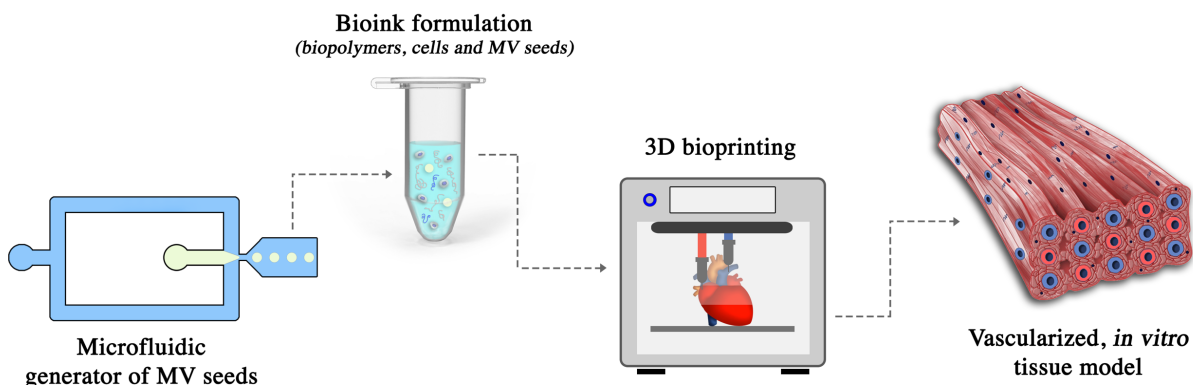 Bioink formulation
(biopolymers, cells and MV seeds)
3D bioprinting
Microfluidic
generator of MV seeds
Vascularized, in vitro
tissue model